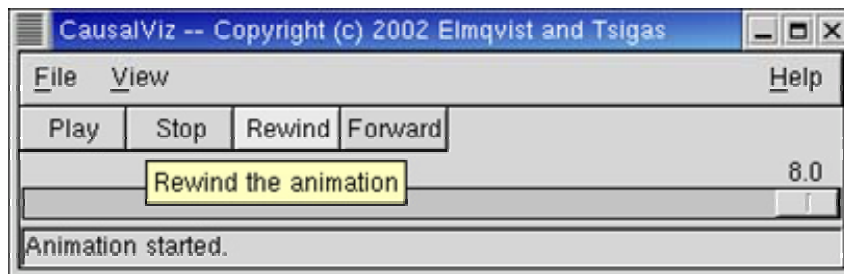 CausalViz -- Copyright (c) 2002 Elmqvist and Tsigas
File View Help
Play Stop Rewind Forward
Rewind the animation
8.0
Animation started.